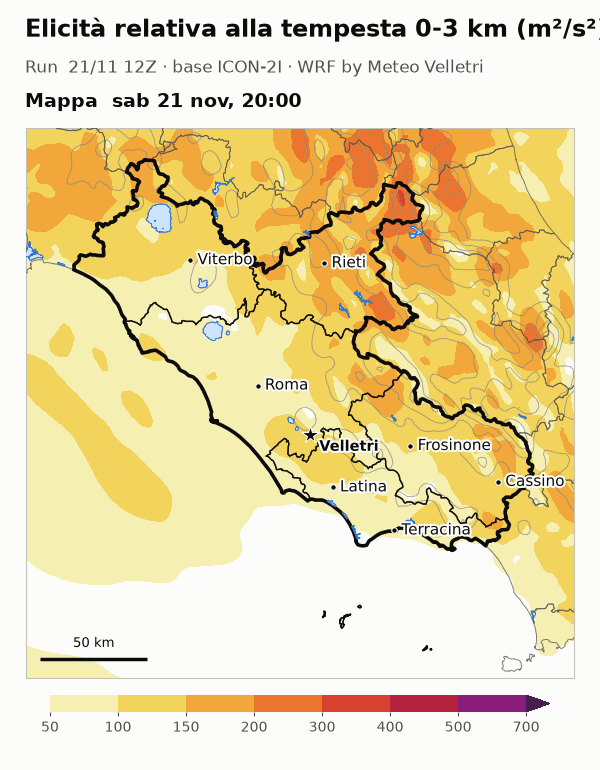 Elicità relativa alla tempesta 0-3 km (m²/s²)
Run 21/11 12Z · base ICON-2I · WRF by Meteo Velletri
Mappa sab 21 nov, 20:00
Viterbo
Rieti
Roma
Velletri
Frosinone
Cassino
Latina
Terracina
50 km
50 100 150 200 300 400 500 700